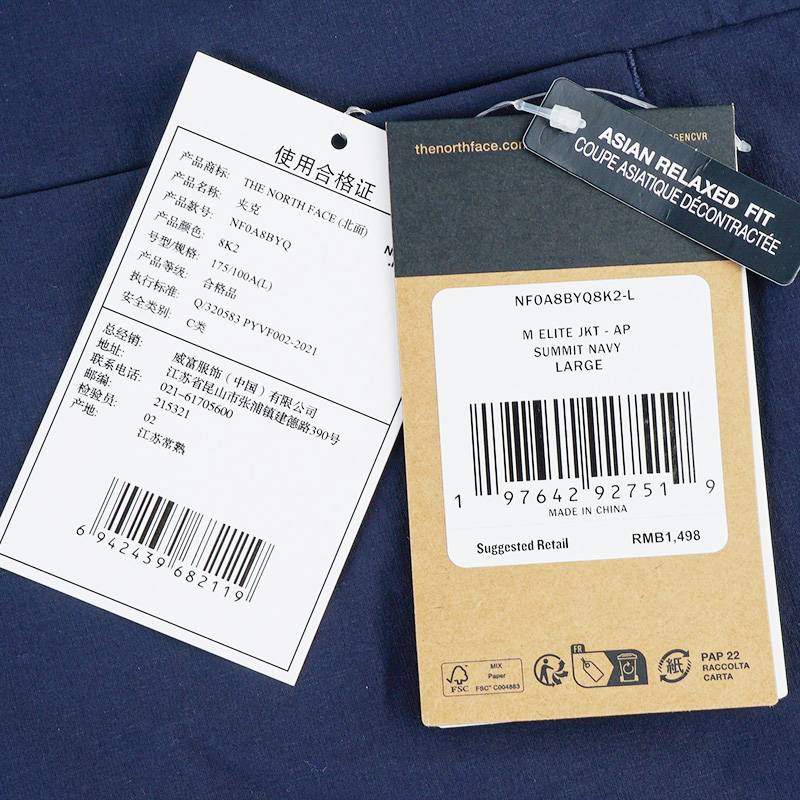 使用合格证
产品商标: THE NORTH FACE (北面)
产品名称: 夹克
产品款号: NF0A8BYQ
产品颜色: 8K2
号型/规格: 175/100A(L)
产品等级: 合格品
执行标准: Q/320583 PYVF002-2021
安全类别: C类
总经销: 威富服饰（中国）有限公司
地址: 江苏省昆山市张浦镇建德路390号
联系电话: 021-61705600
邮编: 215321
检验员: 02
产地: 江苏常熟
6 942439 682119
thenorthface.com
ASIAN RELAXED FIT
COUPE ASIATIQUE DÉCONTRACTÉE
NF0A8BYQ8K2-L
M ELITE JKT - AP
SUMMIT NAVY
LARGE
1 97642 92751 9
MADE IN CHINA
Suggested Retail RMB1,498
FSC
MIX
Paper
FSC™ C004863
FR
紙
PAP 22
RACCOLTA
CARTA